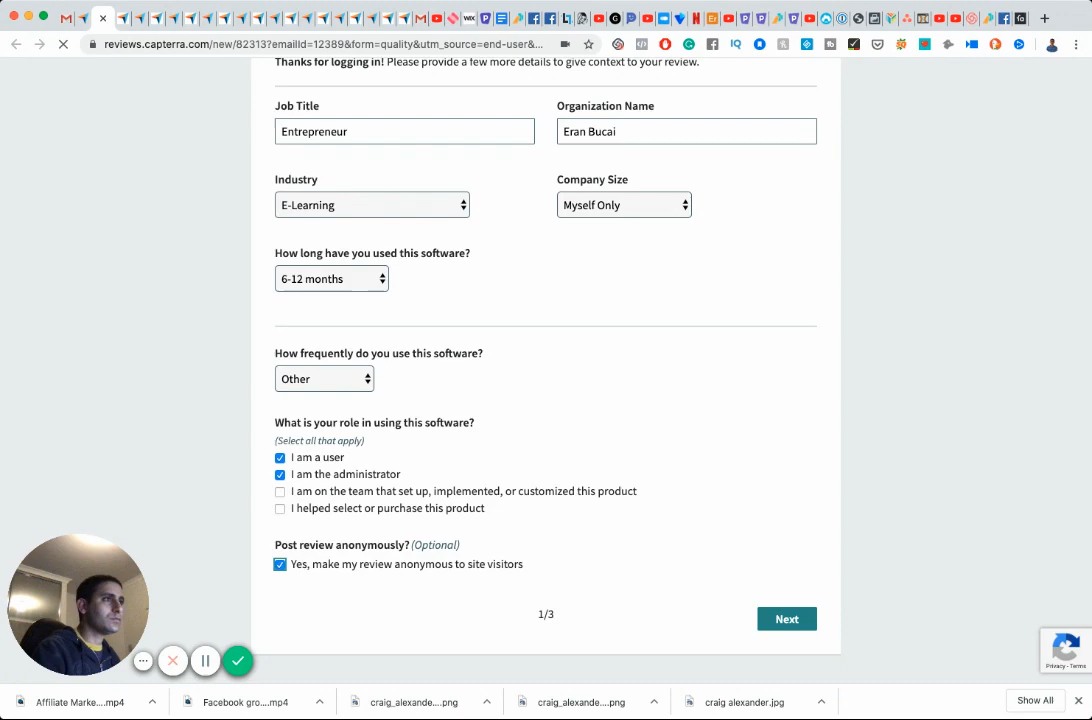 reviews.capterra.com/new/82313?emailId=12389&form=quality&utm_source=end-user&...
Thanks for logging in! Please provide a few more details to give context to your review.
Job Title
Organization Name
Entrepreneur
Eran Bucai
Industry
Company Size
E-Learning
Myself Only
How long have you used this software?
6-12 months
How frequently do you use this software?
Other
What is your role in using this software?
(Select all that apply)
I am a user
I am the administrator
I am on the team that set up, implemented, or customized this product
I helped select or purchase this product
Post review anonymously? (Optional)
Yes, make my review anonymous to site visitors
1/3
Next
Privacy - Terms
Affiliate Marke....mp4
Facebook gro....mp4
craig_alexande....png
craig_alexande....png
craig alexander.jpg
Show All